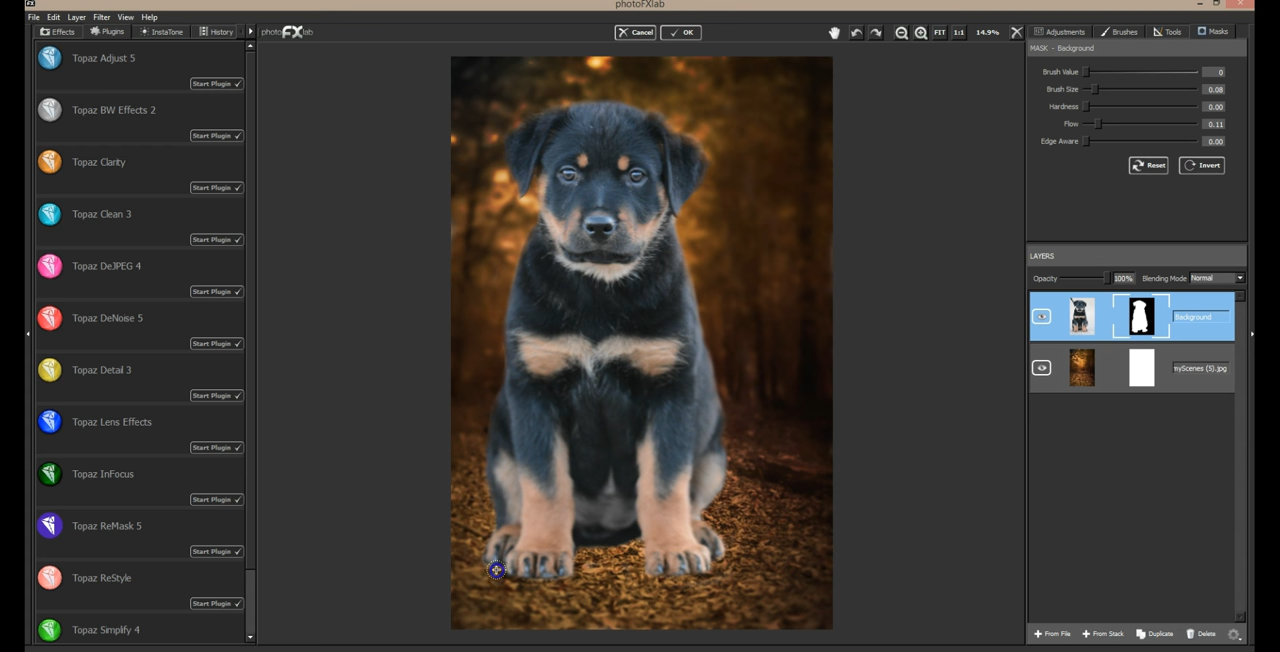 FX
photoFXlab
File Edit Layer Filter View Help
Effects Plugins InstaTone History
photoFXlab
Cancel OK
FIT 1:1 14.9%
Adjustments Brushes Tools Masks
MASK - Background
Brush Value 0
Brush Size 0.08
Hardness 0.00
Flow 0.11
Edge Aware 0.00
Reset Invert
LAYERS
Opacity 100% Blending Mode Normal
Background
myScenes (5).jpg
From File From Stack Duplicate Delete
Topaz Adjust 5
Start Plugin
Topaz BW Effects 2
Start Plugin
Topaz Clarity
Start Plugin
Topaz Clean 3
Start Plugin
Topaz DeJPEG 4
Start Plugin
Topaz DeNoise 5
Start Plugin
Topaz Detail 3
Start Plugin
Topaz Lens Effects
Start Plugin
Topaz InFocus
Start Plugin
Topaz ReMask 5
Start Plugin
Topaz ReStyle
Start Plugin
Topaz Simplify 4